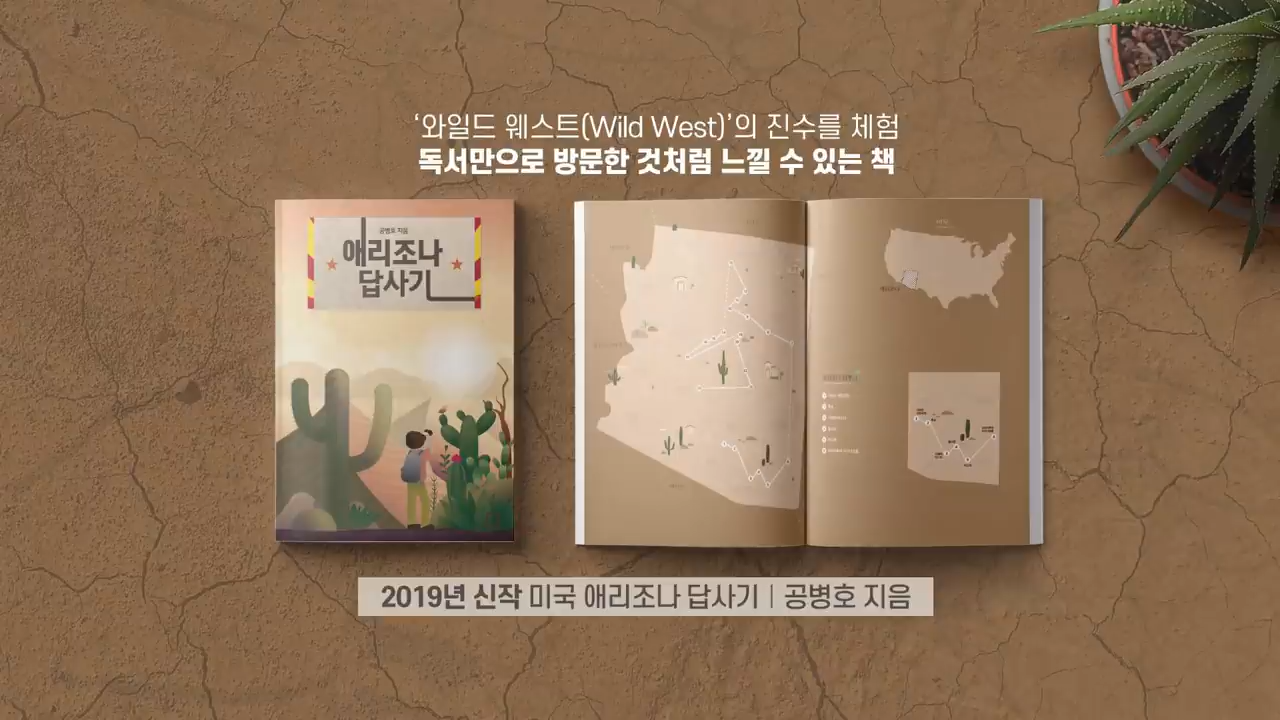 ‘와일드 웨스트(Wild West)’의 진수를 체험
독서만으로 방문한 것처럼 느낄 수 있는 책
공병호 지음
애리조나
답사기
2019년 신작 미국 애리조나 답사기 | 공병호 지음